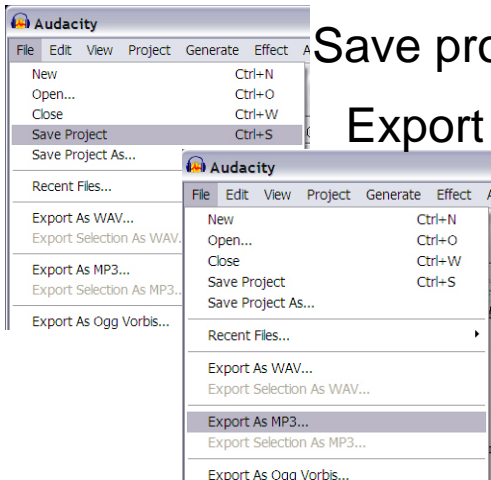 Audacity
File Edit View Project Generate Effect
New Ctrl+N
Open... Ctrl+O
Close Ctrl+W
Save Project Ctrl+S
Save Project As...
Recent Files...
Export As WAV...
Export Selection As WAV.
Export As MP3...
Export Selection As MP3..
Export As Ogg Vorbis...
Save pro
Export
Audacity
File Edit View Project Generate Effect
New Ctrl+N
Open... Ctrl+O
Close Ctrl+W
Save Project Ctrl+S
Save Project As...
Recent Files...
Export As WAV...
Export Selection As WAV...
Export As MP3...
Export Selection As MP3...
Export As Ogg Vorbis...